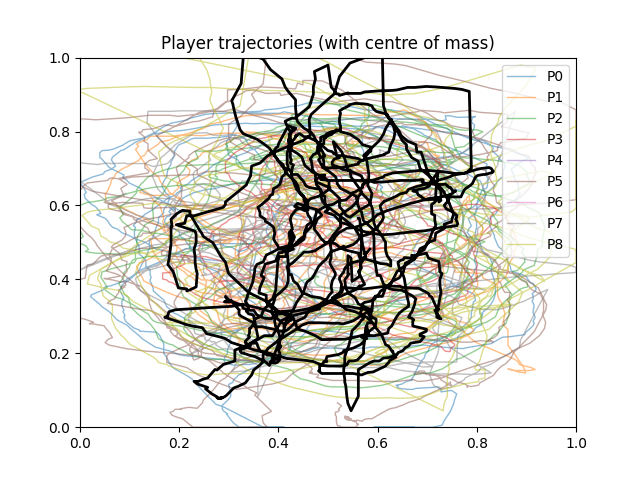 Player trajectories (with centre of mass)
1.0
0.8
0.6
0.4
0.2
0.0
0.0 0.2 0.4 0.6 0.8 1.0
P0
P1
P2
P3
P4
P5
P6
P7
P8